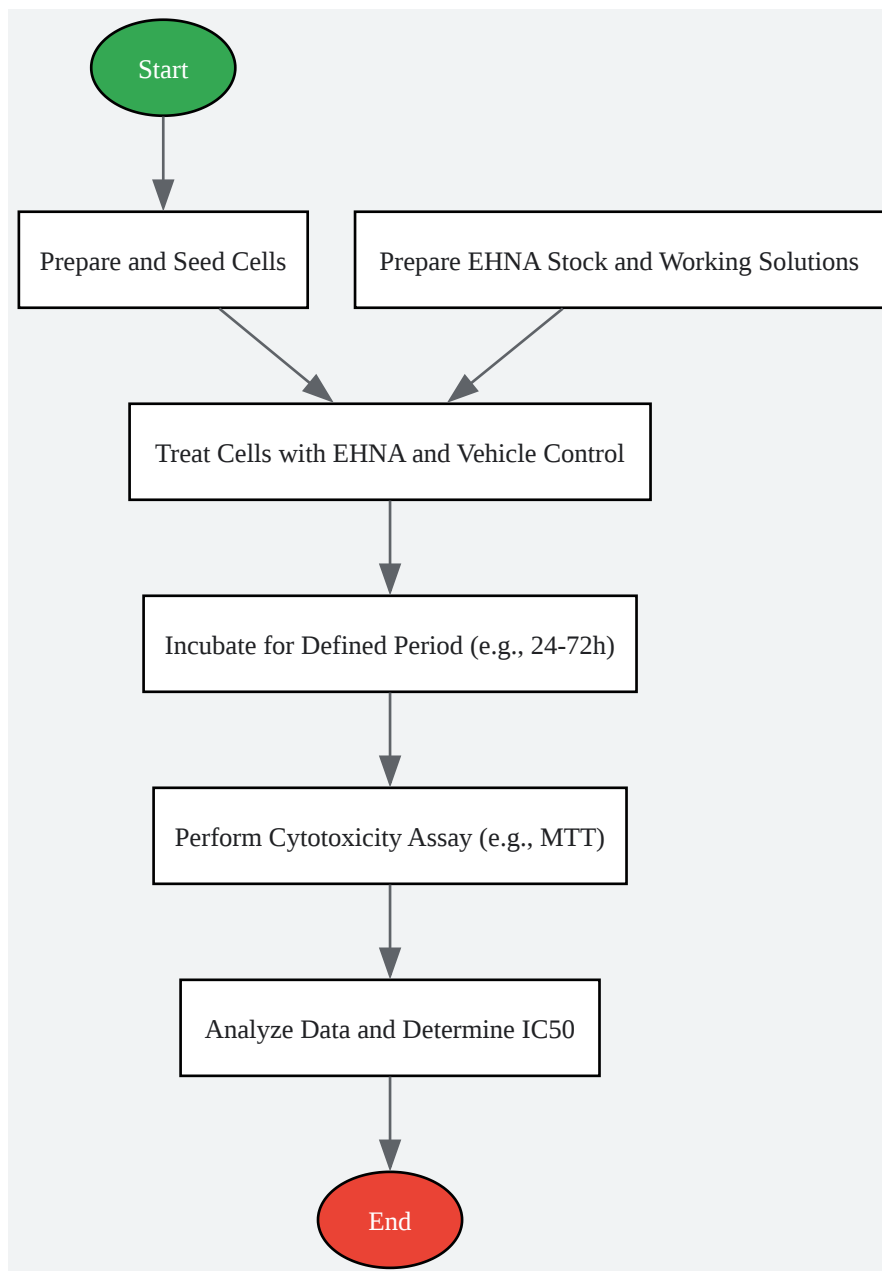 Start
Prepare and Seed Cells
Prepare EHNA Stock and Working Solutions
Treat Cells with EHNA and Vehicle Control
Incubate for Defined Period (e.g., 24-72h)
Perform Cytotoxicity Assay (e.g., MTT)
Analyze Data and Determine IC50
End